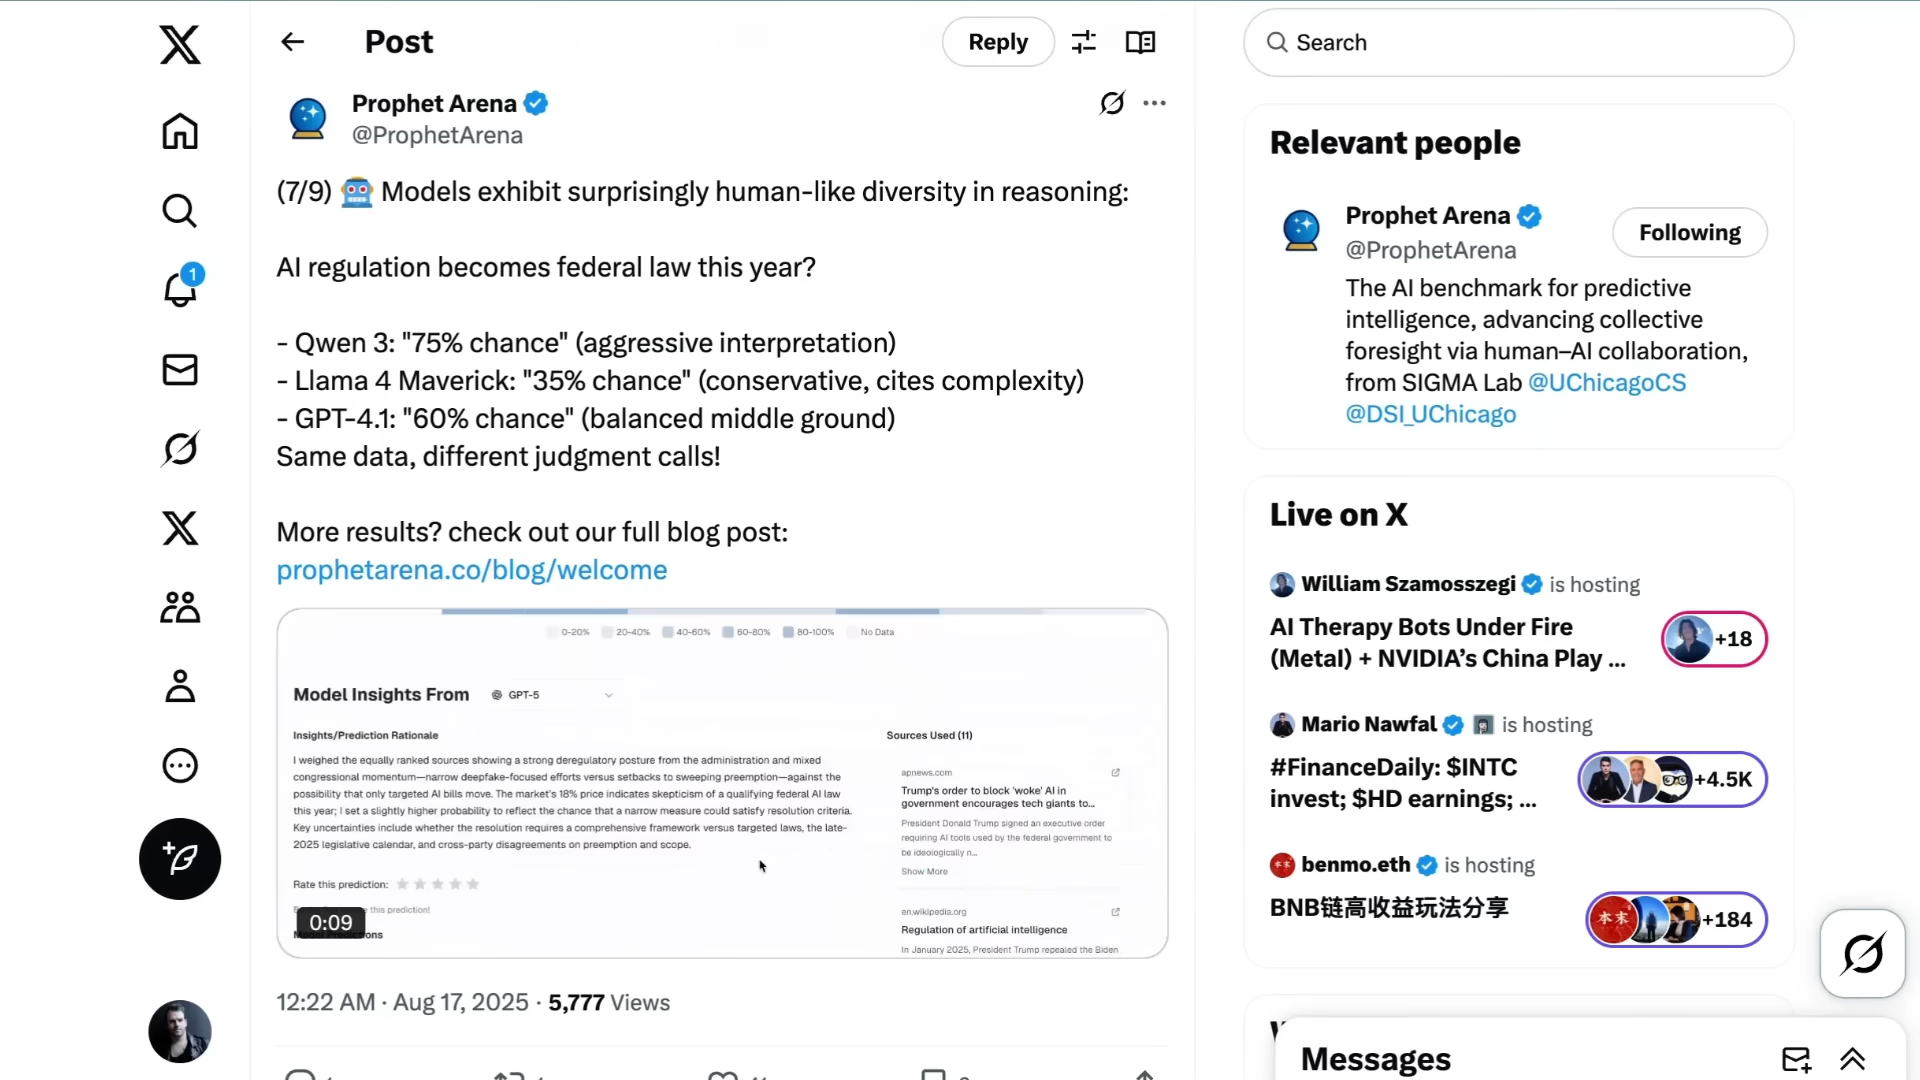 Post
Reply
Search
1
Prophet Arena
@ProphetArena
(7/9) 🤖 Models exhibit surprisingly human-like diversity in reasoning:
AI regulation becomes federal law this year?
- Qwen 3: "75% chance" (aggressive interpretation)
- Llama 4 Maverick: "35% chance" (conservative, cites complexity)
- GPT-4.1: "60% chance" (balanced middle ground)
Same data, different judgment calls!
More results? check out our full blog post:
prophetarena.co/blog/welcome
0-20% 20-40% 40-60% 60-80% 80-100% No Data
Model Insights From GPT-5
Insights/Prediction Rationale
I weighed the equally ranked sources showing a strong deregulatory posture from the administration and mixed
congressional momentum—narrow deepfake-focused efforts versus setbacks to sweeping preemption—against the
possibility that only targeted AI bills move. The market's 18% price indicates skepticism of a qualifying federal AI law
this year; I set a slightly higher probability to reflect the chance that a narrow measure could satisfy resolution criteria.
Key uncertainties include whether the resolution requires a comprehensive framework versus targeted laws, the late-
2025 legislative calendar, and cross-party disagreements on preemption and scope.
Rate this prediction:
this prediction!
0:09
Sources Used (11)
apnews.com
Trump's order to block 'woke' AI in
government encourages tech giants to...
President Donald Trump signed an executive order
requiring AI tools used by the federal government to
be ideologically n...
Show More
en.wikipedia.org
Regulation of artificial intelligence
In January 2025, President Trump repealed the Biden
12:22 AM · Aug 17, 2025 · 5,777 Views
Relevant people
Prophet Arena
@ProphetArena
Following
The AI benchmark for predictive
intelligence, advancing collective
foresight via human–AI collaboration,
from SIGMA Lab @UChicagoCS
@DSI_UChicago
Live on X
William Szamosszegi is hosting
AI Therapy Bots Under Fire
(Metal) + NVIDIA's China Play ...
+18
Mario Nawfal is hosting
#FinanceDaily: $INTC
invest; $HD earnings; ...
+4.5K
benmo.eth is hosting
BNB链高收益玩法分享
本末
+184
Messages